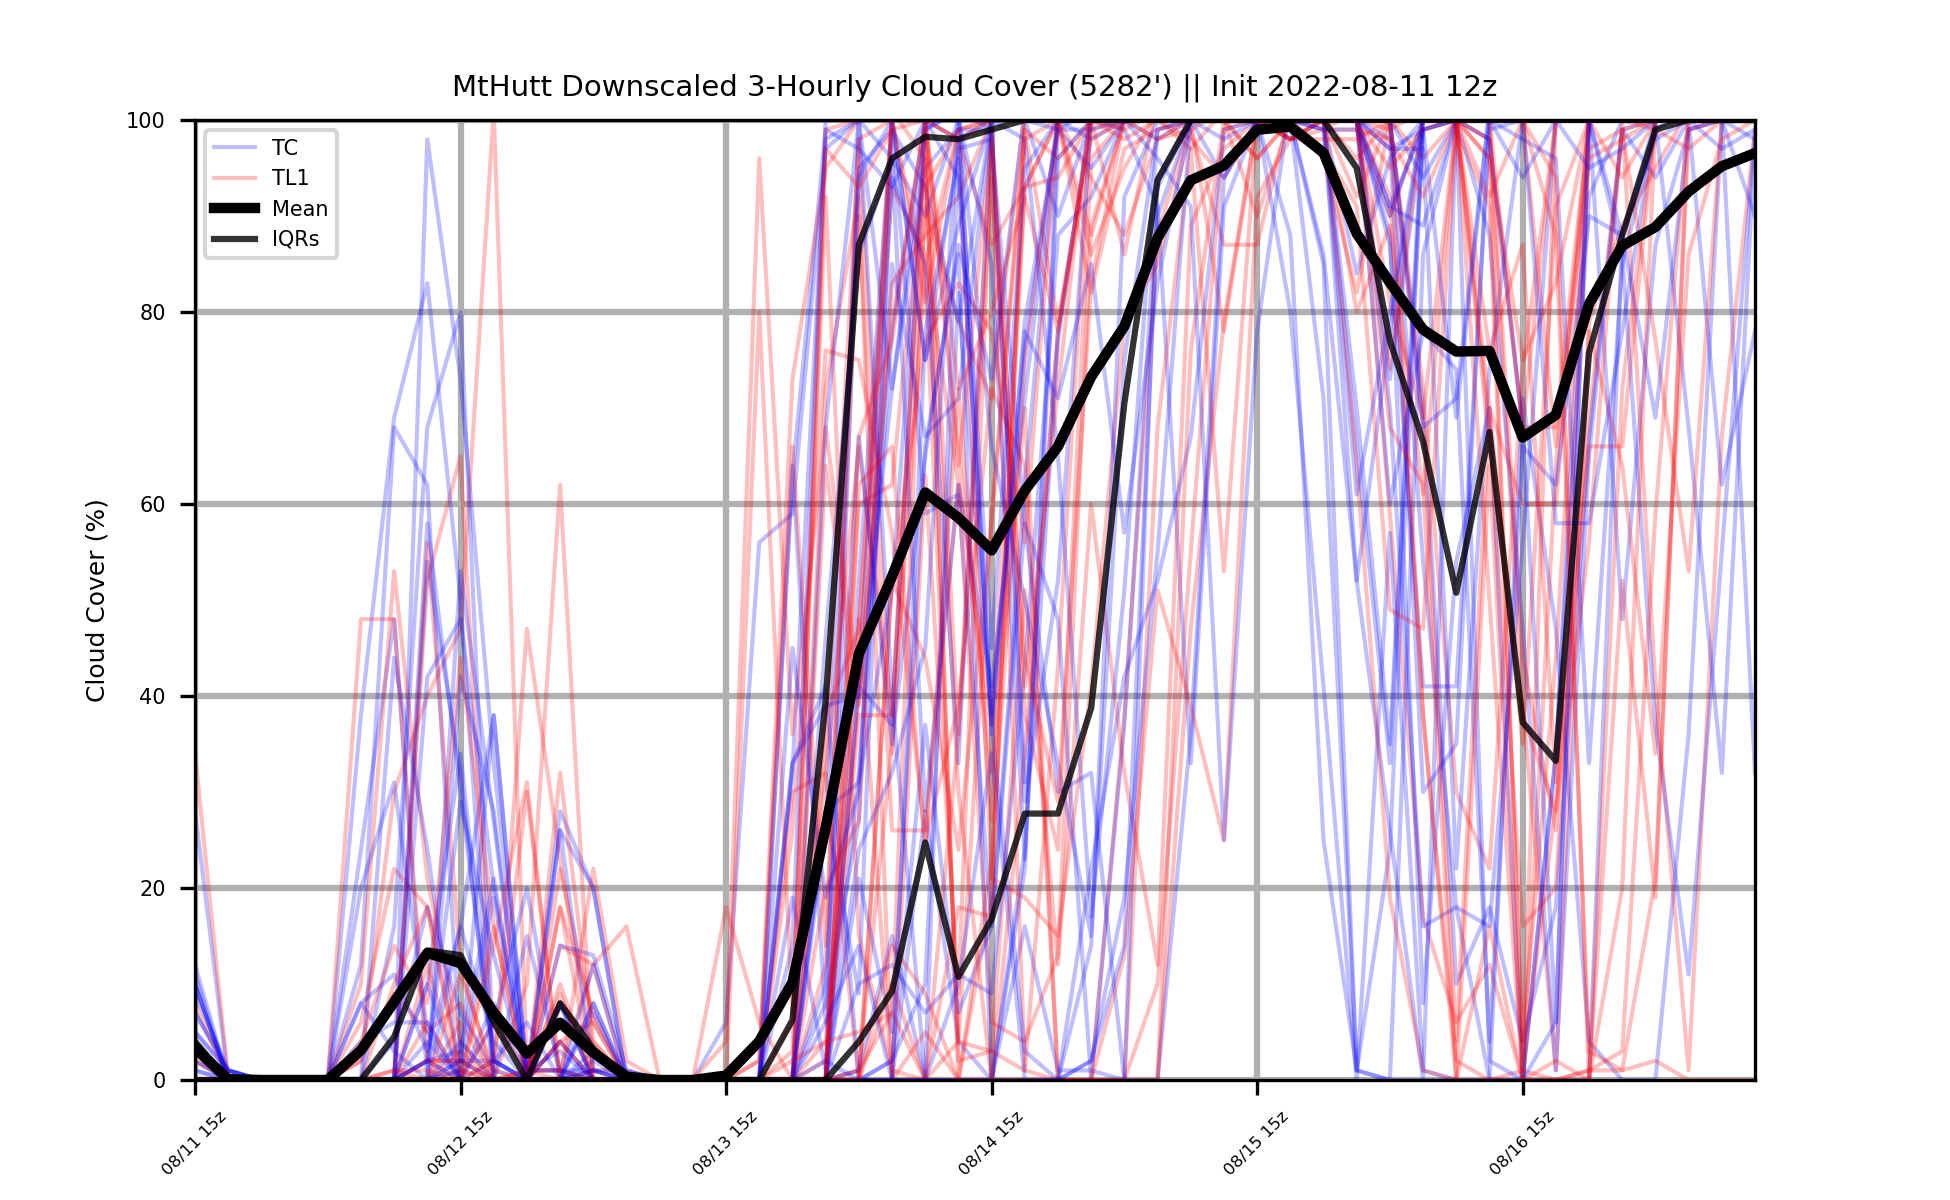 MtHutt Downscaled 3-Hourly Cloud Cover (5282') || Init 2022-08-11 12z
100
TC
TL1
Mean
IQRs
80
Cloud Cover (%)
60
40
20
0
08/11 15z
08/12 15z
08/13 15z
08/14 15z
08/15 15z
08/16 15z